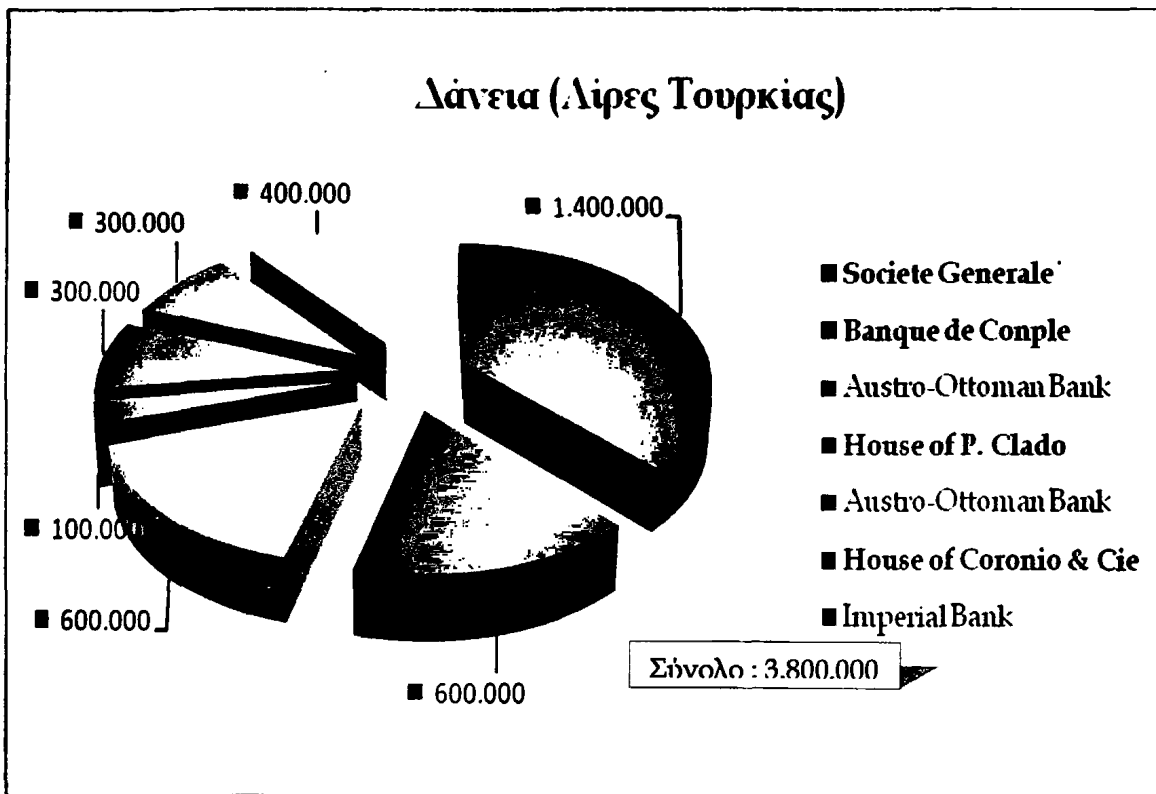 Δάνεια (Λίρες Τουρκίας)
400.000
1.400.000
300.000
300.000
100.000
600.000
600.000
Societe Generale
Banque de Conple
Austro-Ottoman Bank
House of P. Clado
Austro-Ottoman Bank
House of Coronio & Cie
Imperial Bank
Σύνολο : 3.800.000